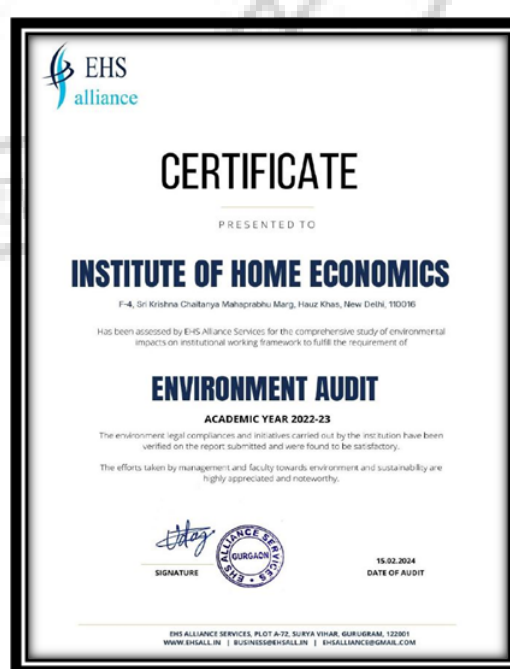 EHS
alliance
CERTIFICATE
PRESENTED TO
INSTITUTE OF HOME ECONOMICS
F-4, Sri Krishna Chaitanya Mahaprabhu Marg, Hauz Khas, New Delhi, 110016
Has been assessed by EHS Alliance Services for the comprehensive study of environmental
impacts on institutional working framework to fulfill the requirement of
ENVIRONMENT AUDIT
ACADEMIC YEAR 2022-23
The environment legal compliances and initiatives carried out by the institution have been
verified on the report submitted and were found to be satisfactory.
The efforts taken by management and faculty towards environment and sustainability are
highly appreciated and noteworthy.
EHS ALLIANCE SERVICES
GURGAON
SIGNATURE
15.02.2024
DATE OF AUDIT
EHS ALLIANCE SERVICES, PLOT A-72, SURYA VIHAR, GURUGRAM, 122001
WWW.EHSALL.IN | BUSINESS@EHSALL.IN | EHSALLIANCE@GMAIL.COM